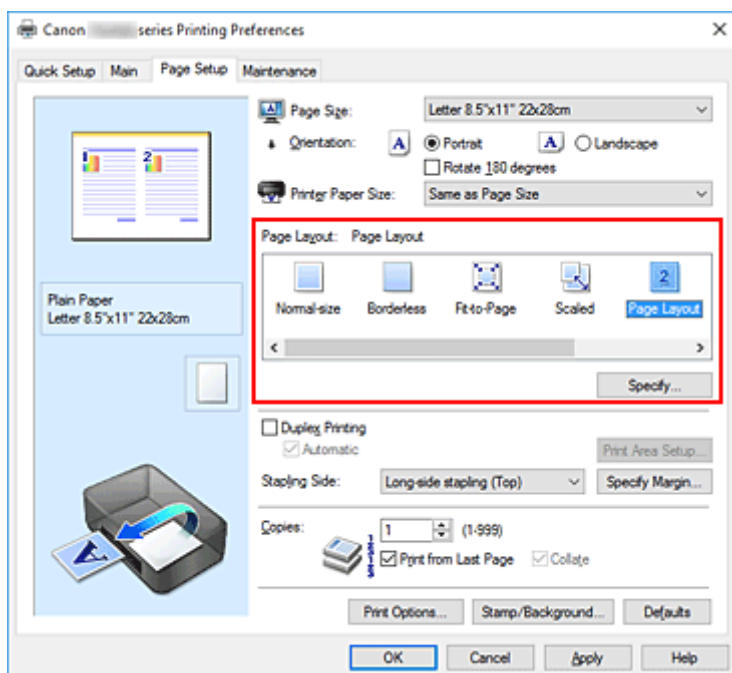 Canon series Printing Preferences
Quick Setup Main Page Setup Maintenance
1 2
Plain Paper
Letter 8.5"x11" 22x28cm
Page Size: Letter 8.5"x11" 22x28cm
Orientation: A Portrait A Landscape
Rotate 180 degrees
Printer Paper Size: Same as Page Size
Page Layout: Page Layout
2
Normal-size Borderless Fit-to-Page Scaled Page Layout
Specify...
Duplex Printing
Automatic Print Area Setup...
Stapling Side: Long-side stapling (Top) Specify Margin...
Copies: 1 (1-999)
Print from Last Page Collate
A
Print Options... Stamp/Background... Defaults
OK Cancel Apply Help